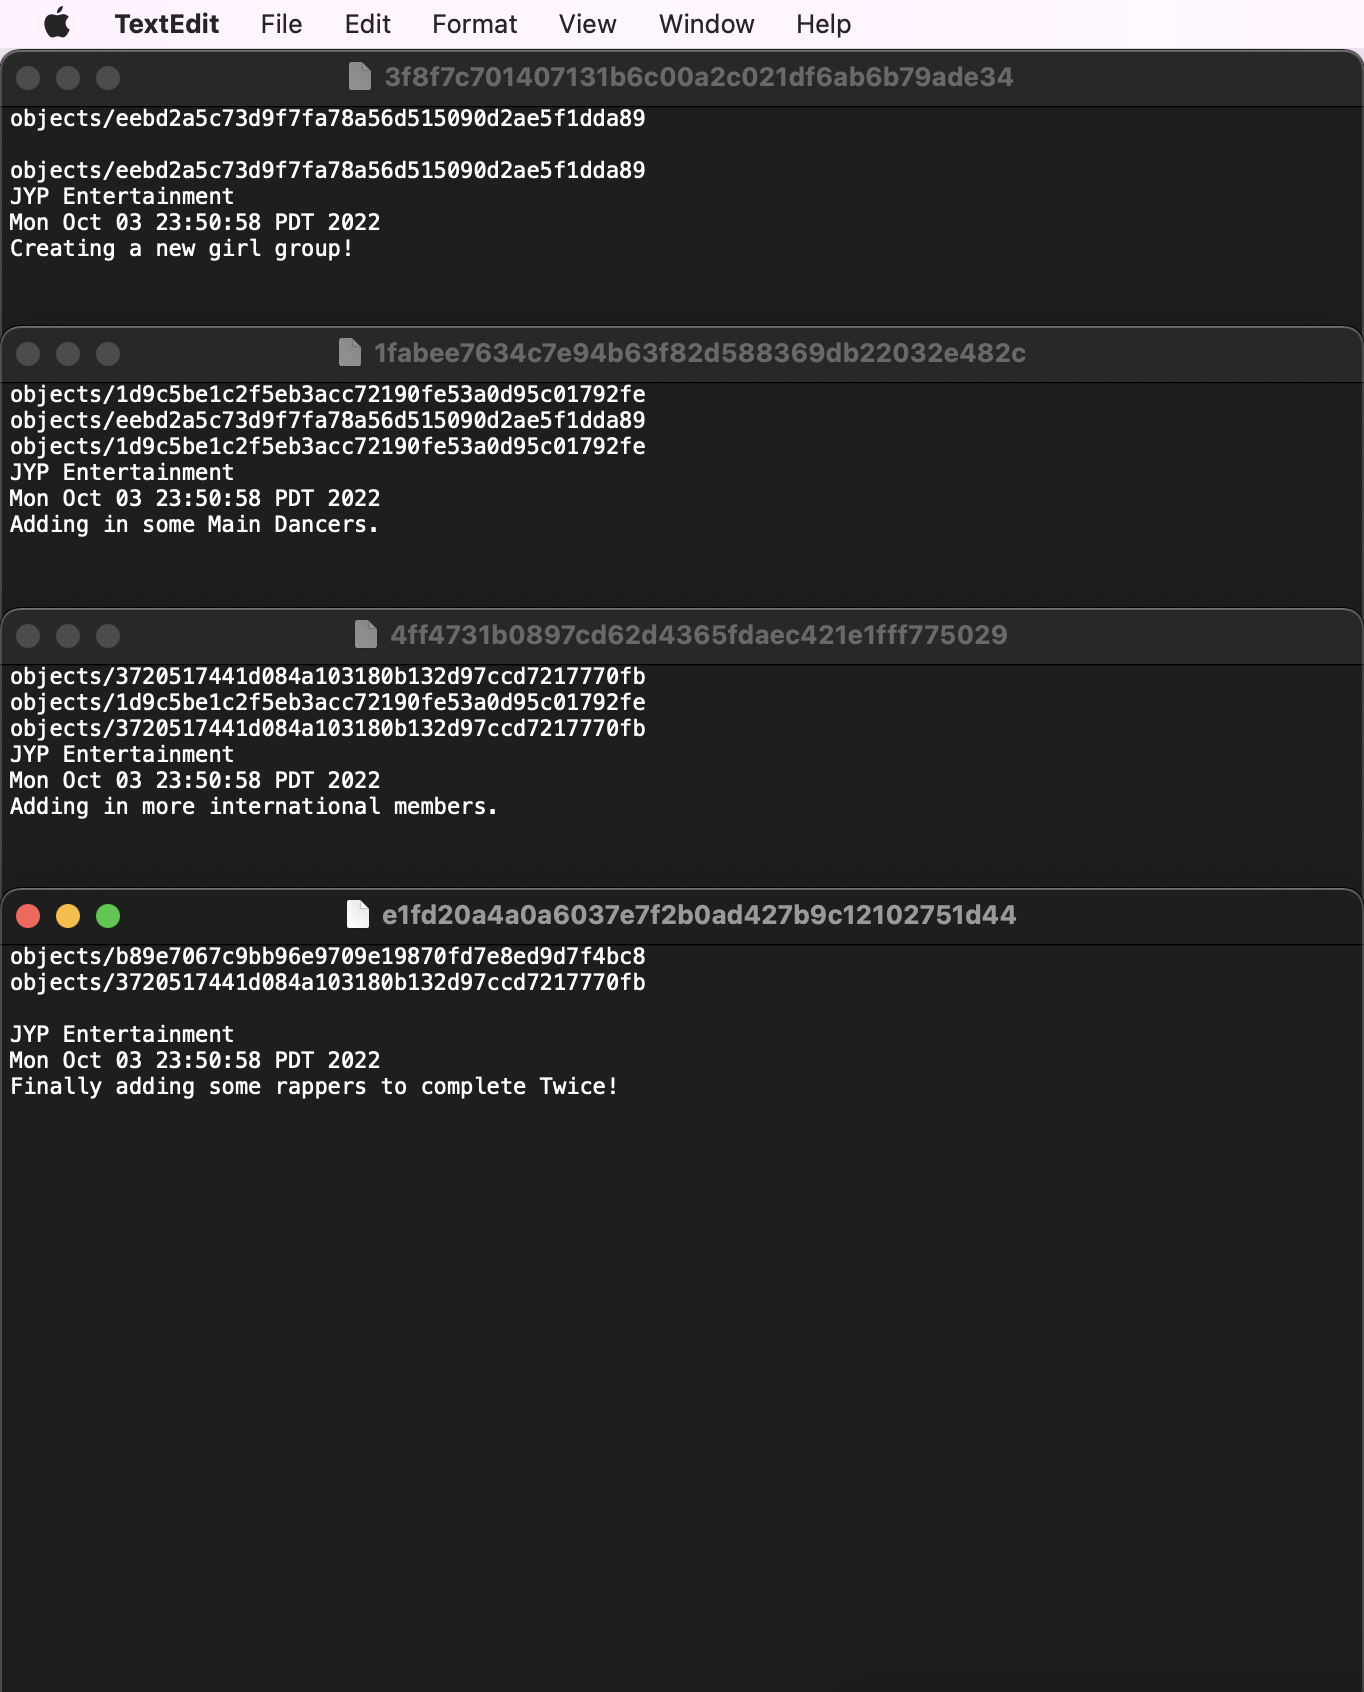 TextEdit File Edit Format View Window Help
3f8f7c701407131b6c00a2c021df6ab6b79ade34
objects/eebd2a5c73d9f7fa78a56d515090d2ae5f1dda89

objects/eebd2a5c73d9f7fa78a56d515090d2ae5f1dda89
JYP Entertainment
Mon Oct 03 23:50:58 PDT 2022
Creating a new girl group!
1fabee7634c7e94b63f82d588369db22032e482c
objects/1d9c5be1c2f5eb3acc72190fe53a0d95c01792fe
objects/eebd2a5c73d9f7fa78a56d515090d2ae5f1dda89
objects/1d9c5be1c2f5eb3acc72190fe53a0d95c01792fe
JYP Entertainment
Mon Oct 03 23:50:58 PDT 2022
Adding in some Main Dancers.
4ff4731b0897cd62d4365fdaec421e1fff775029
objects/3720517441d084a103180b132d97ccd7217770fb
objects/1d9c5be1c2f5eb3acc72190fe53a0d95c01792fe
objects/3720517441d084a103180b132d97ccd7217770fb
JYP Entertainment
Mon Oct 03 23:50:58 PDT 2022
Adding in more international members.
e1fd20a4a0a6037e7f2b0ad427b9c12102751d44
objects/b89e7067c9bb96e9709e19870fd7e8ed9d7f4bc8
objects/3720517441d084a103180b132d97ccd7217770fb

JYP Entertainment
Mon Oct 03 23:50:58 PDT 2022
Finally adding some rappers to complete Twice!